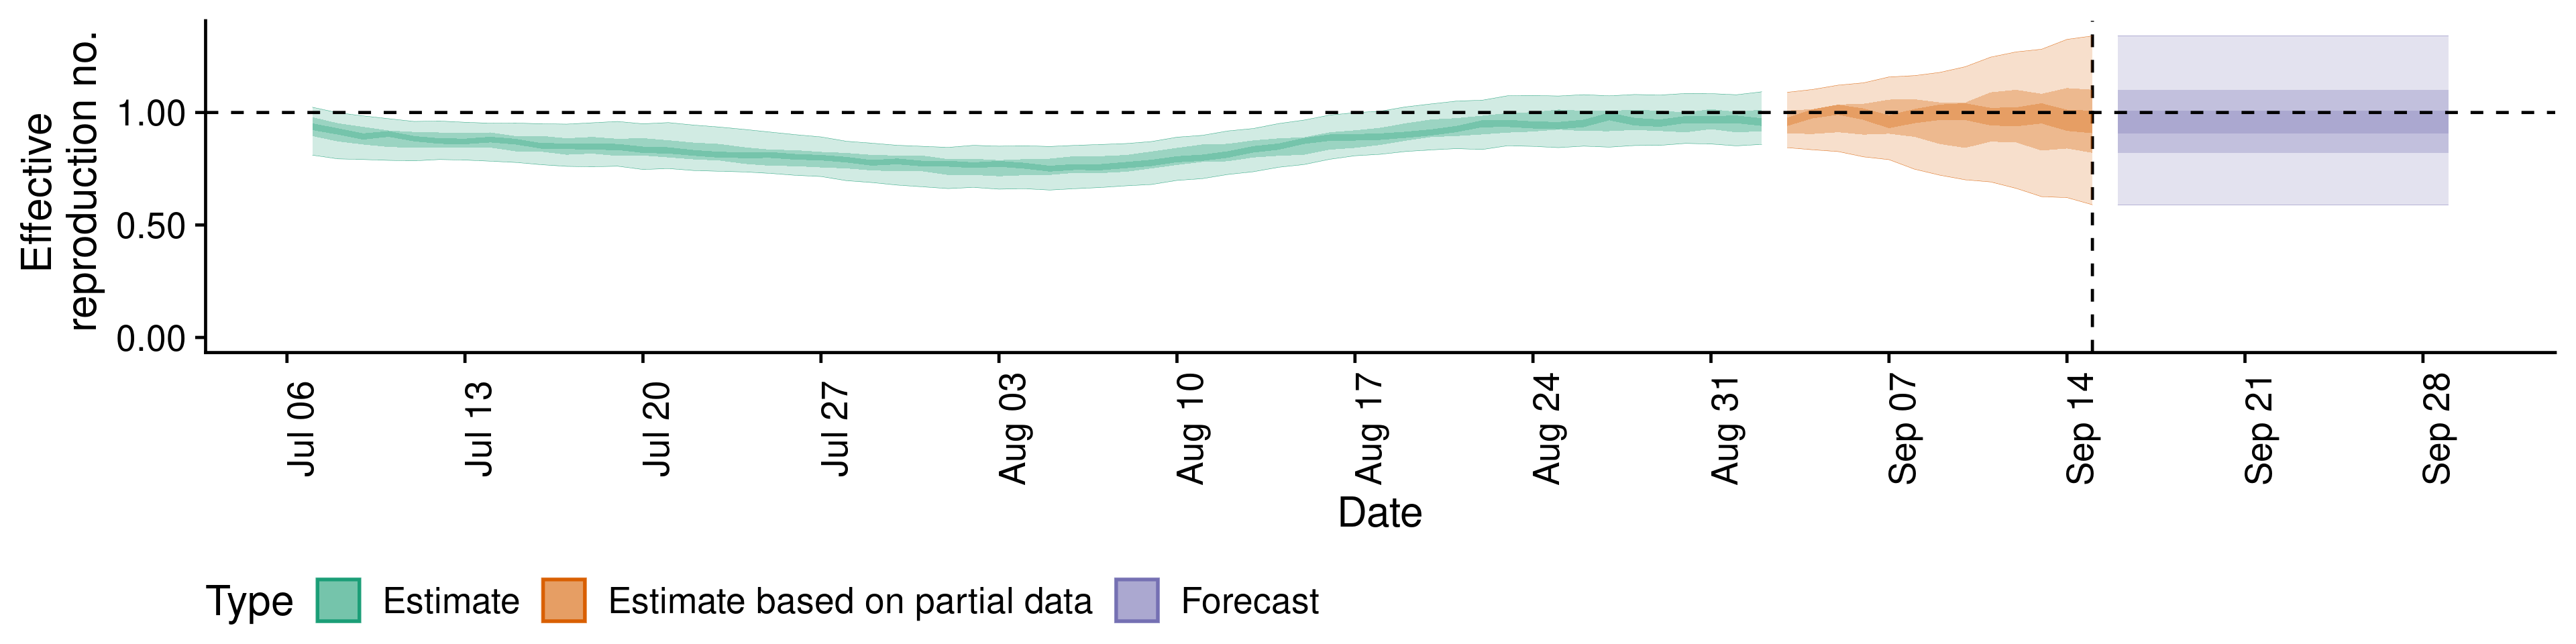 Effective
reproduction no.
1.00
0.50
0.00
Jul 06
Jul 13
Jul 20
Jul 27
Aug 03
Aug 10
Aug 17
Aug 24
Aug 31
Sep 07
Sep 14
Sep 21
Sep 28
Date
Type Estimate Estimate based on partial data Forecast